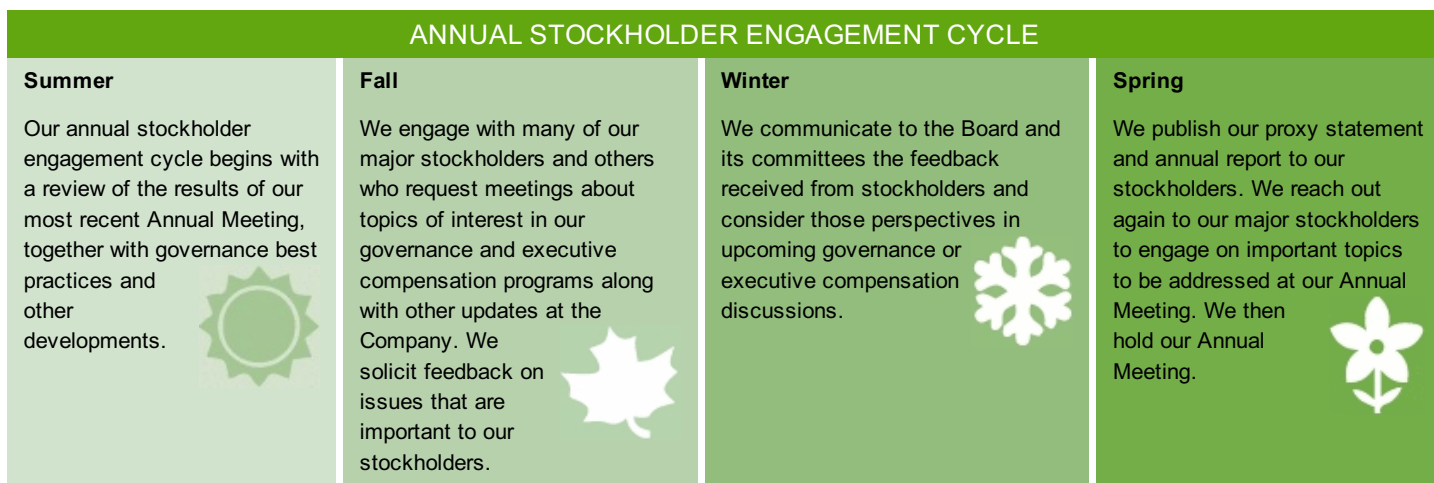 ANNUAL STOCKHOLDER ENGAGEMENT CYCLE
Summer
Our annual stockholder
engagement cycle begins with
a review of the results of our
most recent Annual Meeting,
together with governance best
practices and
other
developments.
Fall
We engage with many of our
major stockholders and others
who request meetings about
topics of interest in our
governance and executive
compensation programs along
with other updates at the
Company. We
solicit feedback on
issues that are
important to our
stockholders.
Winter
We communicate to the Board and
its committees the feedback
received from stockholders and
consider those perspectives in
upcoming governance or
executive compensation
discussions.
Spring
We publish our proxy statement
and annual report to our
stockholders. We reach out
again to our major stockholders
to engage on important topics
to be addressed at our Annual
Meeting. We then
hold our Annual
Meeting.